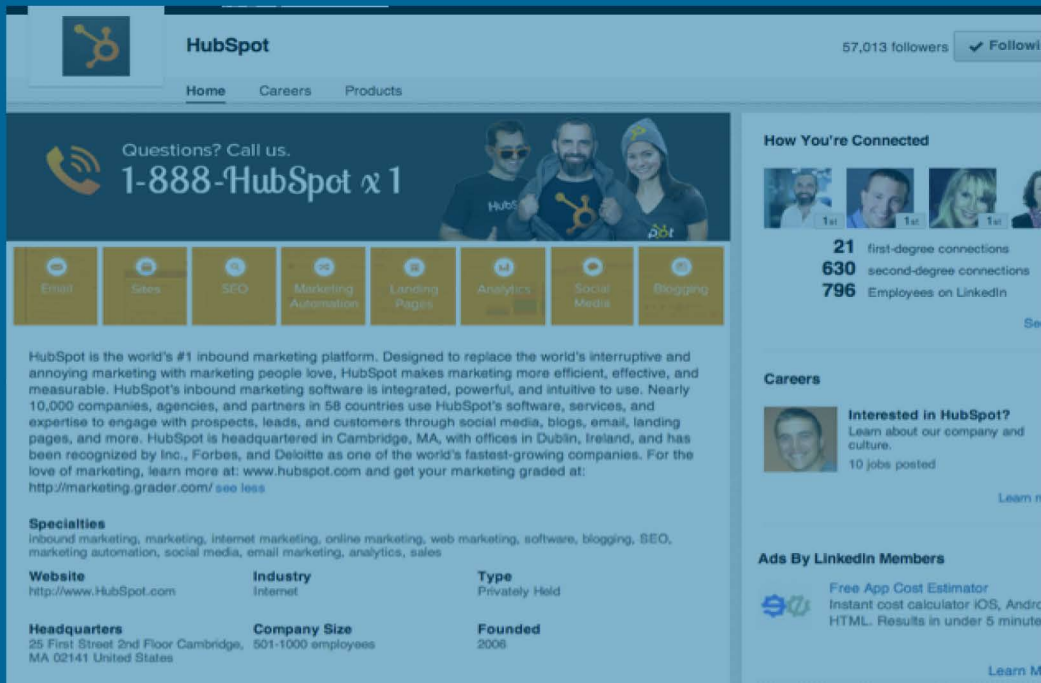 HubSpot
57,013 followers
Home Careers Products
Questions? Call us.
1-888-HubSpot x 1
HubS
pot
Email
Sites
SEO
Marketing Automation
Landing Pages
Analytics
Social Media
Blogging
HubSpot is the world's #1 inbound marketing platform. Designed to replace the world's interruptive and
annoying marketing with marketing people love, HubSpot makes marketing more efficient, effective, and
measurable. HubSpot's inbound marketing software is integrated, powerful, and intuitive to use. Nearly
10,000 companies, agencies, and partners in 58 countries use HubSpot's software, services, and
expertise to engage with prospects, leads, and customers through social media, blogs, email, landing
pages, and more. HubSpot is headquartered in Cambridge, MA, with offices in Dublin, Ireland, and has
been recognized by Inc., Forbes, and Deloitte as one of the world's fastest-growing companies. For the
love of marketing, learn more at: www.hubspot.com and get your marketing graded at:
http://marketing.grader.com/ see less
Specialties
inbound marketing, marketing, internet marketing, online marketing, web marketing, software, blogging, SEO,
marketing automation, social media, email marketing, analytics, sales
Website Industry Type
http://www.HubSpot.com Internet Privately Held
Headquarters Company Size Founded
25 First Street 2nd Floor Cambridge, 501-1000 employees 2006
MA 02141 United States
How You're Connected
1st 1st 1st
21 first-degree connections
630 second-degree connections
796 Employees on LinkedIn
Careers
Interested in HubSpot?
Learn about our company and
culture.
10 jobs posted
Learn
Ads By LinkedIn Members
Free App Cost Estimator
Instant cost calculator iOS, Andro
HTML. Results in under 5 minute
Learn M